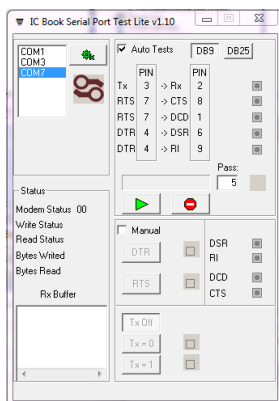 IC Book Serial Port Test Lite v1.10
COM1
COM3
COM7
Auto Tests DB9 DB25
PIN PIN
Tx 3 -> Rx 2
RTS 7 -> CTS 8
RTS 7 -> DCD 1
DTR 4 -> DSR 6
DTR 4 -> RI 9
Pass:
5
Status
Modem Status 00
Write Status
Read Status
Bytes Writed
Bytes Read
Rx Buffer
Manual
DTR
RTS
DSR
RI
DCD
CTS
Tx Off
Tx = 0
Tx = 1